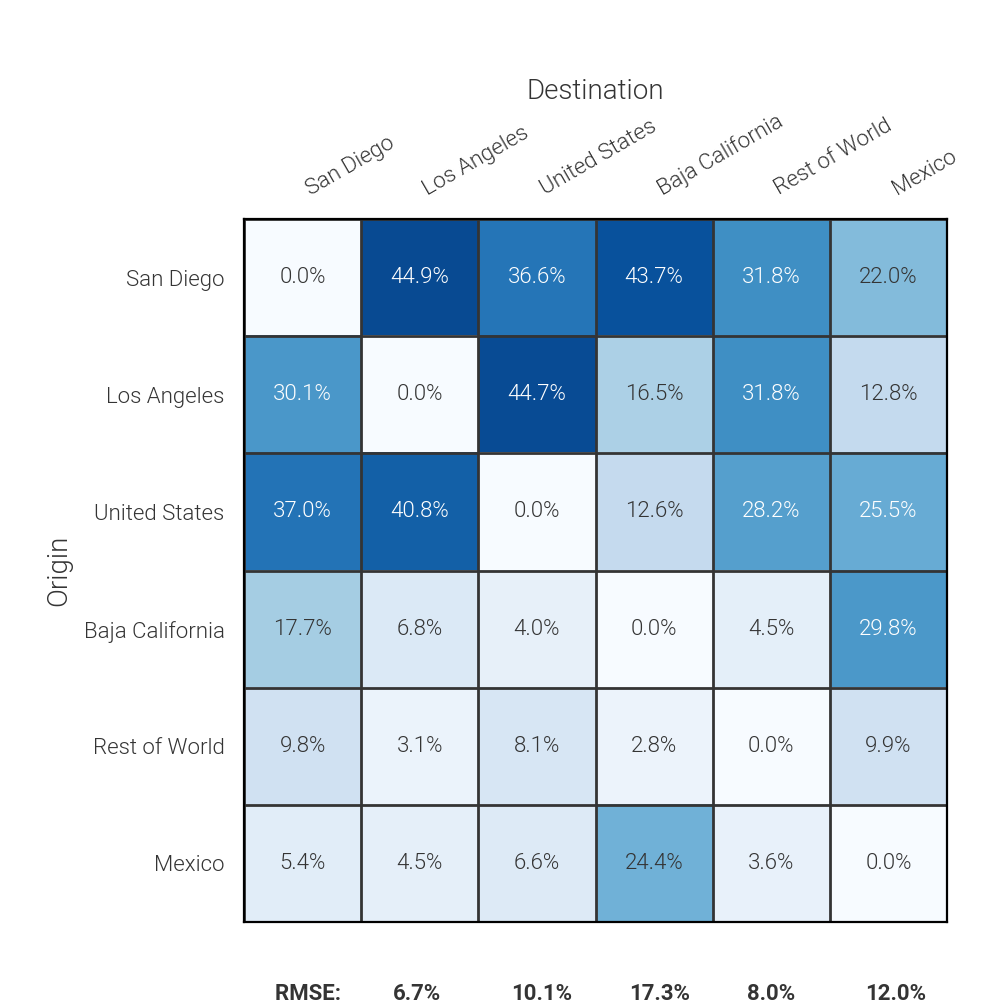 Destination
San Diego Los Angeles United States Baja California Rest of World Mexico
Origin
San Diego 0.0% 44.9% 36.6% 43.7% 31.8% 22.0%
Los Angeles 30.1% 0.0% 44.7% 16.5% 31.8% 12.8%
United States 37.0% 40.8% 0.0% 12.6% 28.2% 25.5%
Baja California 17.7% 6.8% 4.0% 0.0% 4.5% 29.8%
Rest of World 9.8% 3.1% 8.1% 2.8% 0.0% 9.9%
Mexico 5.4% 4.5% 6.6% 24.4% 3.6% 0.0%
RMSE: 6.7% 10.1% 17.3% 8.0% 12.0%